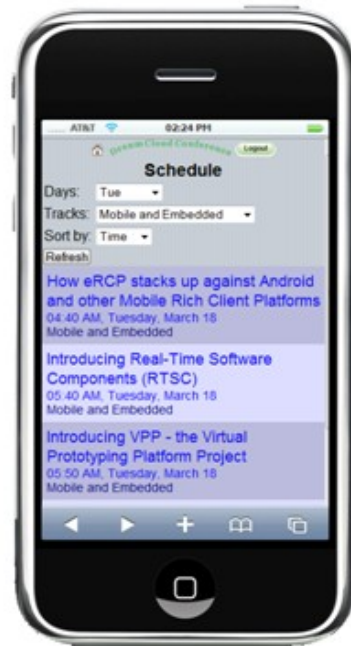 AT&T 02:24 PM
DreamCloud Conference Logout
Schedule
Days: Tue
Tracks: Mobile and Embedded
Sort by: Time
Refresh
How eRCP stacks up against Android
and other Mobile Rich Client Platforms
04:40 AM, Tuesday, March 18
Mobile and Embedded
Introducing Real-Time Software
Components (RTSC)
05:40 AM, Tuesday, March 18
Mobile and Embedded
Introducing VPP - the Virtual
Prototyping Platform Project
05:50 AM, Tuesday, March 18
Mobile and Embedded